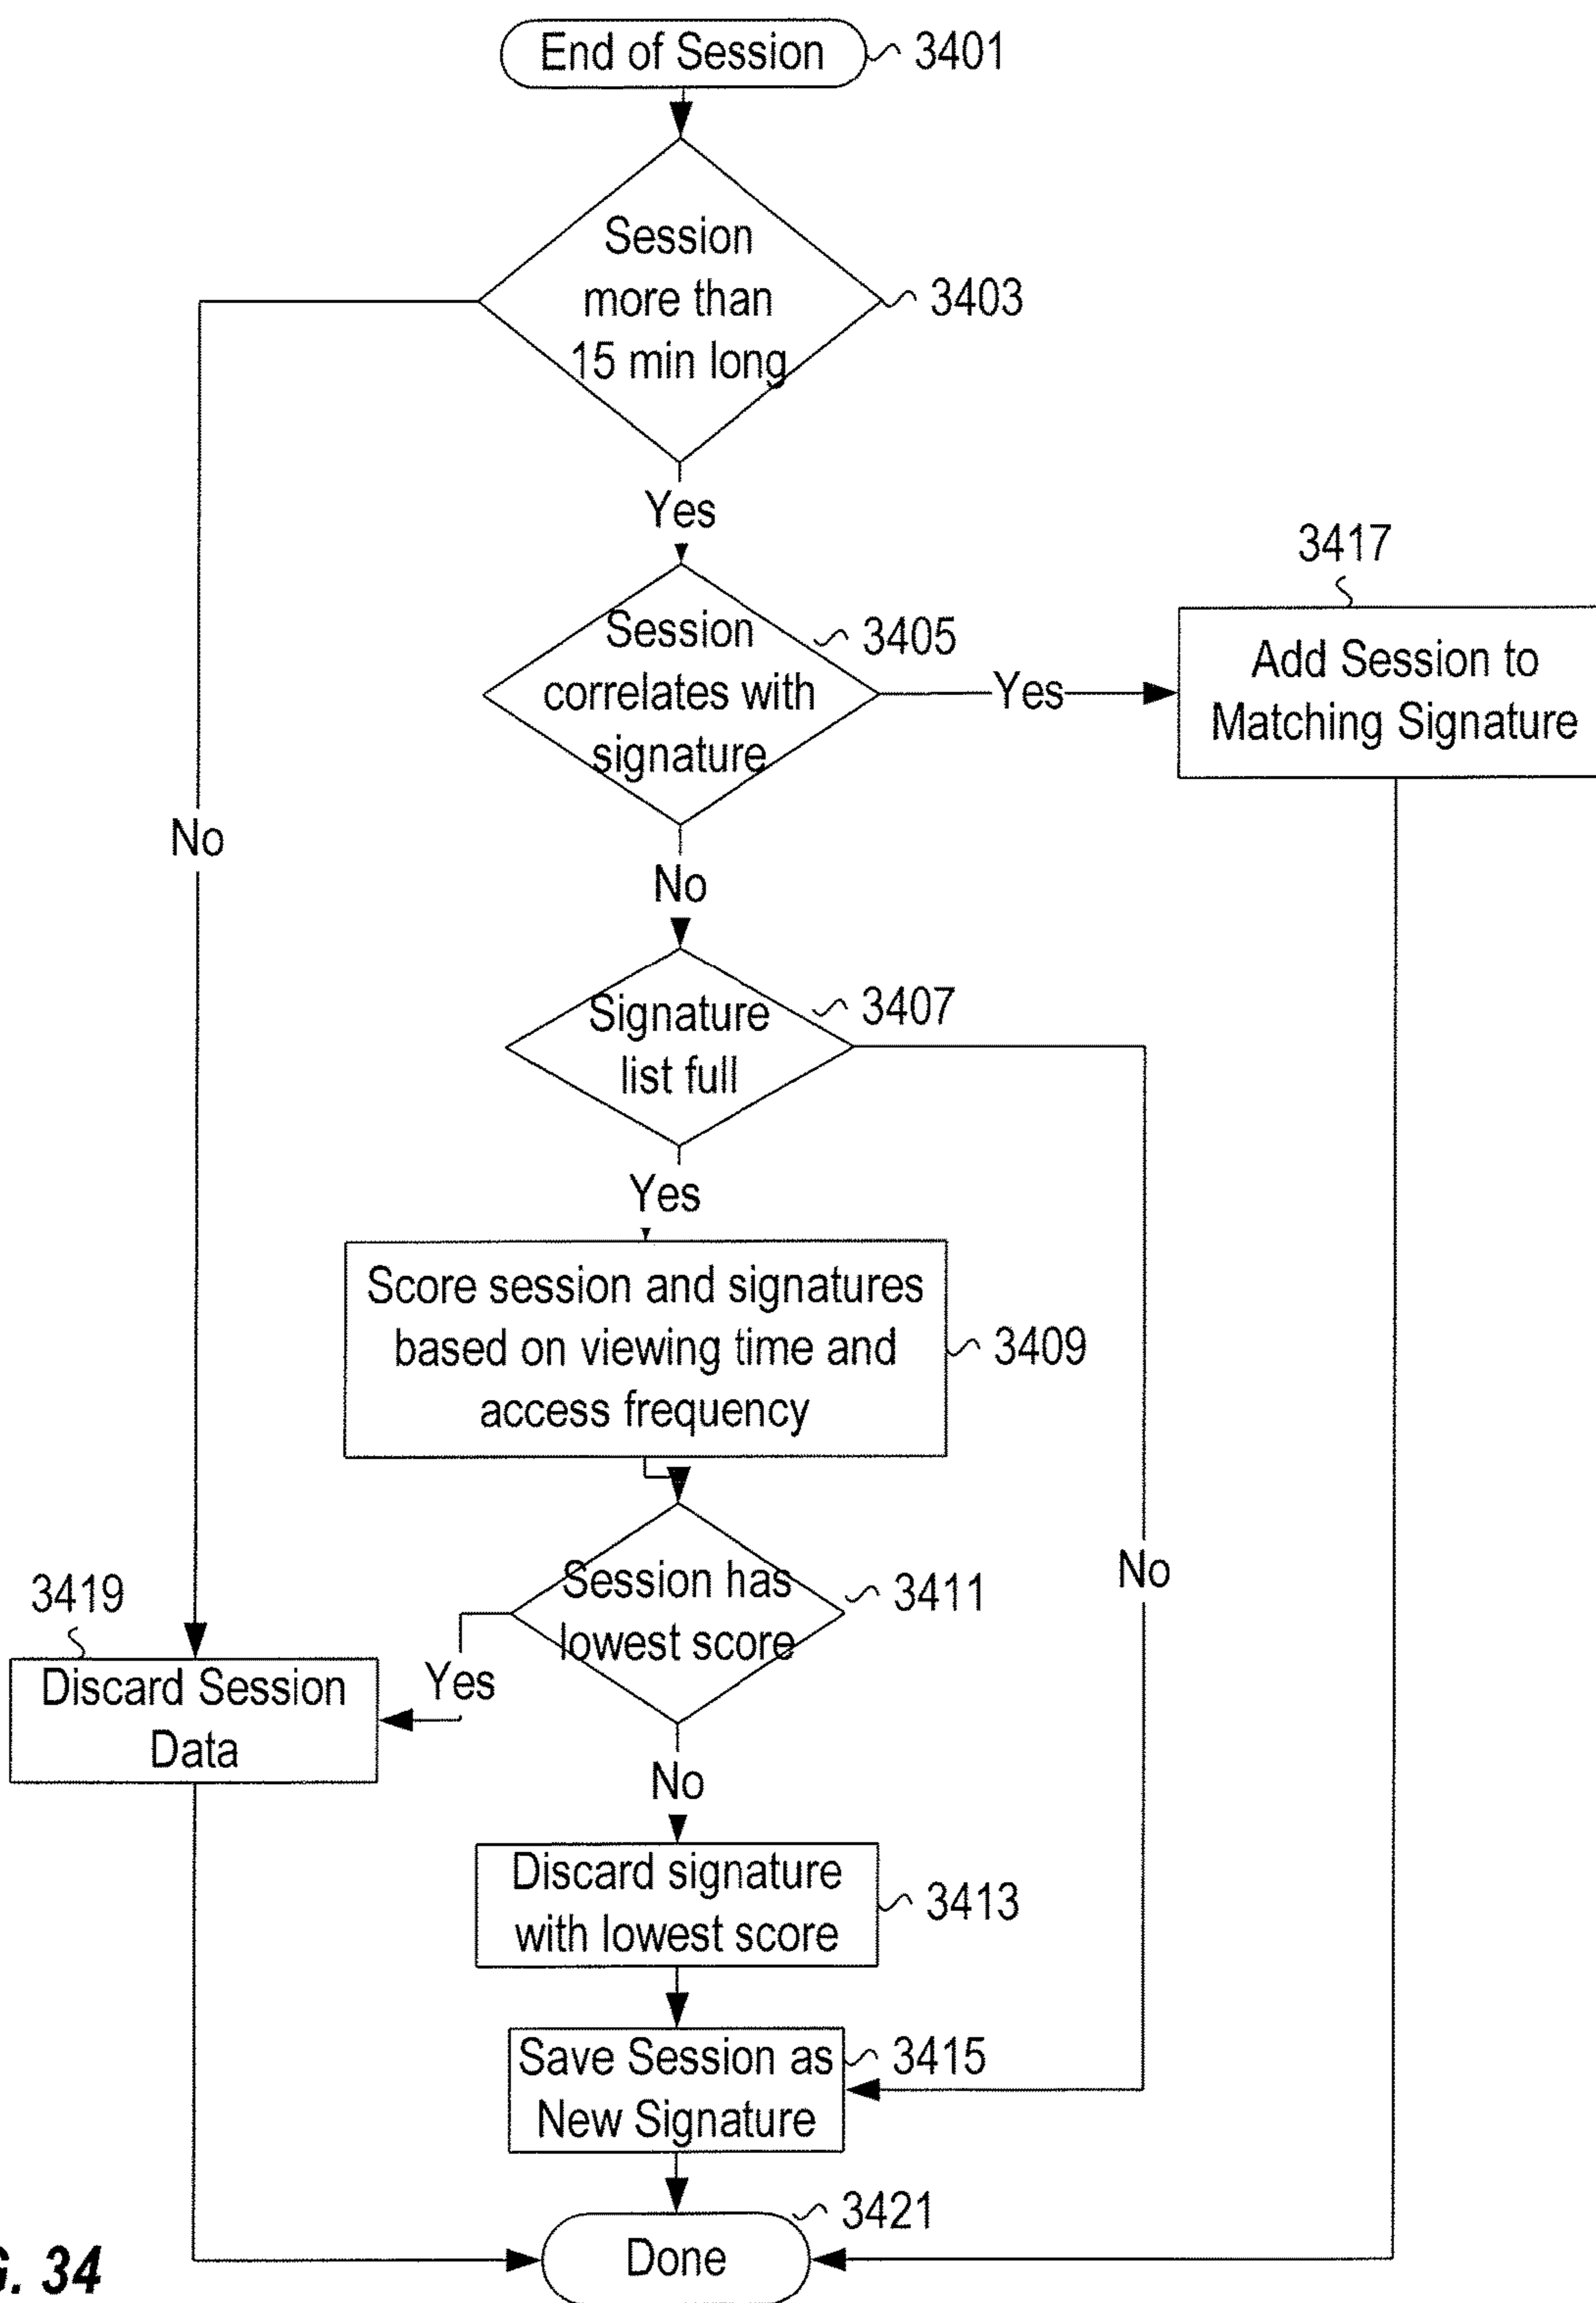 End of Session
3401
Session
more than
15 min long
3403
Yes
3417
Session
correlates with
signature
3405
Yes
Add Session to
Matching Signature
No
No
Signature
list full
3407
Yes
Score session and signatures
based on viewing time and
access frequency
3409
No
Session has
lowest score
3411
3419
Discard Session
Data
Yes
No
Discard signature
with lowest score
3413
Save Session as
New Signature
3415
3421
Done
G. 34